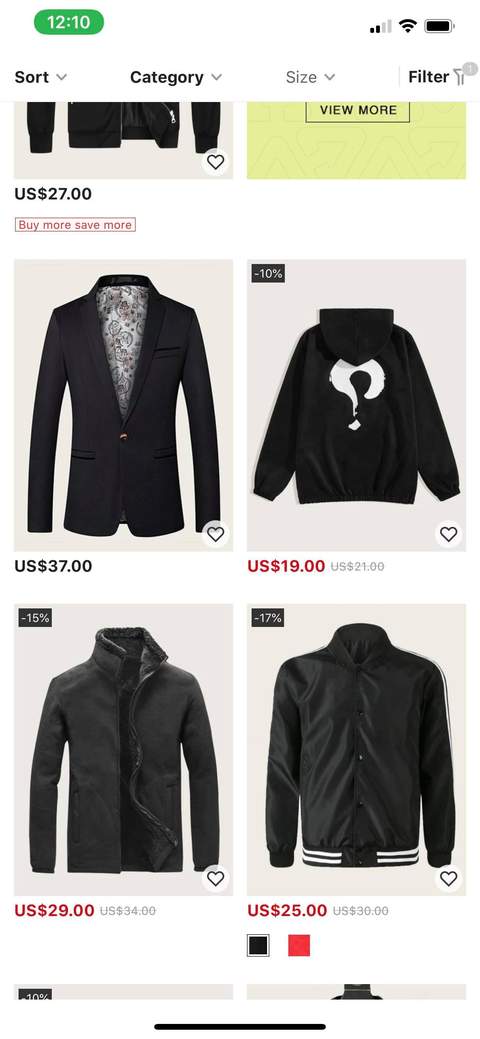 12:10
Sort
Category
Size
Filter
1
VIEW MORE
US$27.00
Buy more save more
-10%
US$37.00
US$19.00 US$21.00
-15%
-17%
US$29.00 US$34.00
US$25.00 US$30.00
-10%